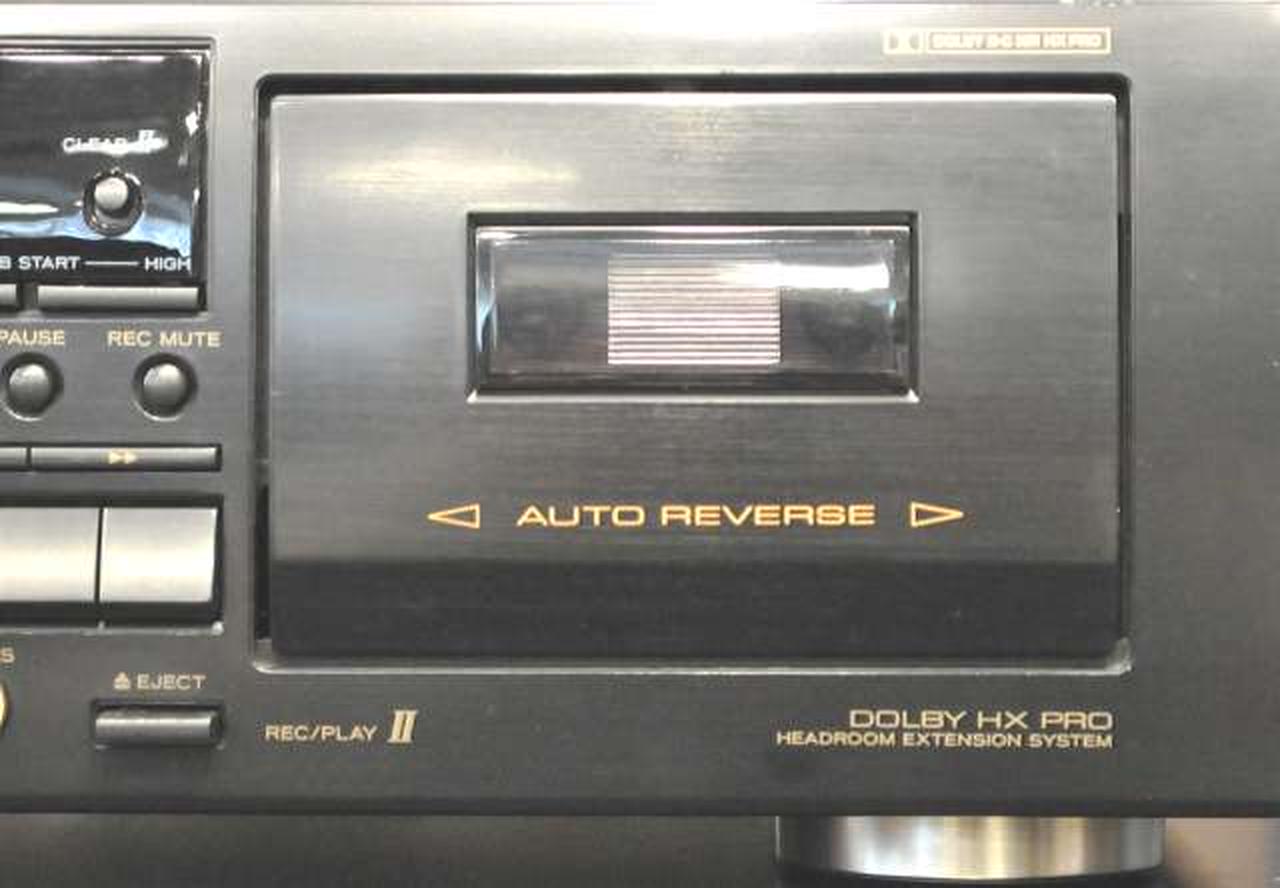 DOLBY B-C NR HX PRO
CLEAR II
B START HIGH
PAUSE
REC MUTE
AUTO REVERSE
S
EJECT
REC/PLAY II
DOLBY HX PRO
HEADROOM EXTENSION SYSTEM